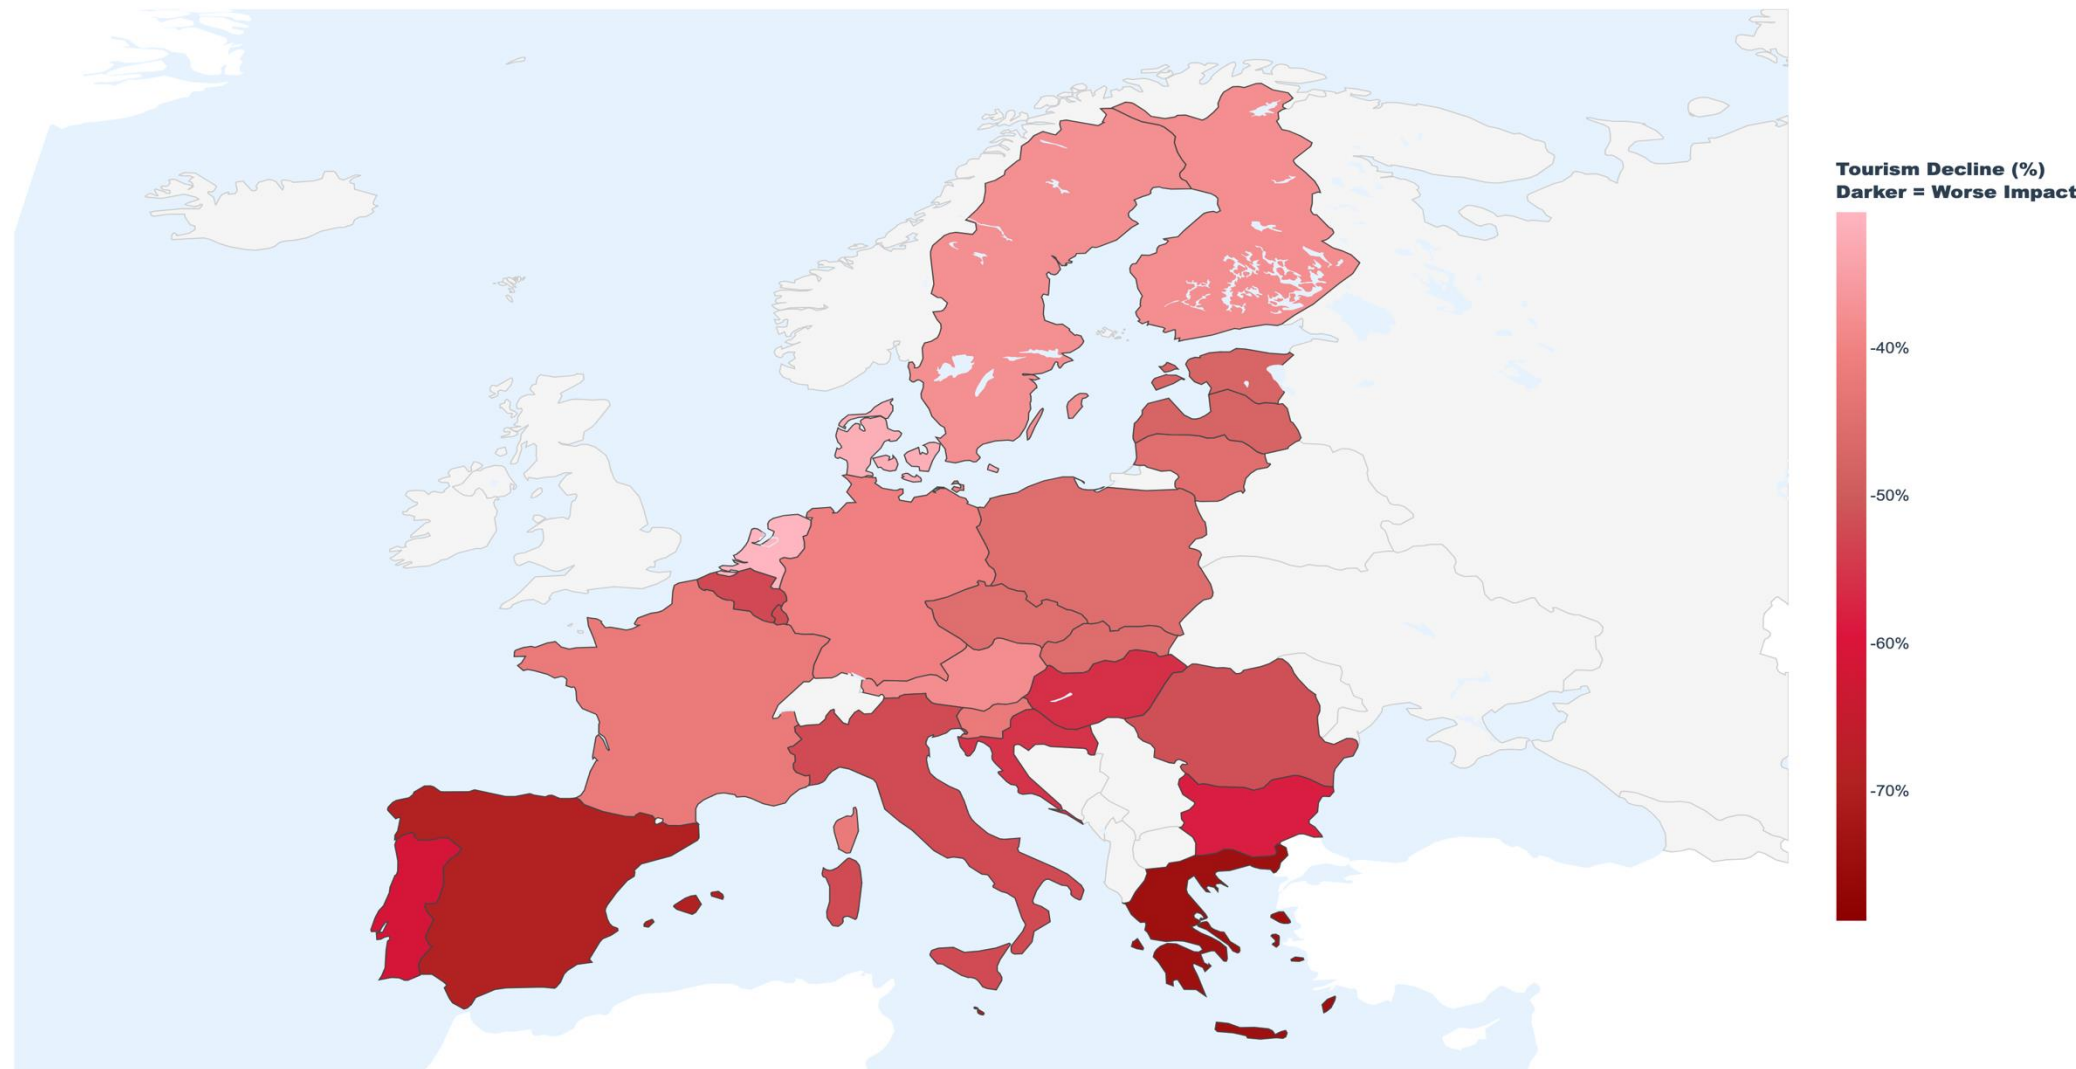 Tourism Decline (%)
Darker = Worse Impact
-40%
-50%
-60%
-70%